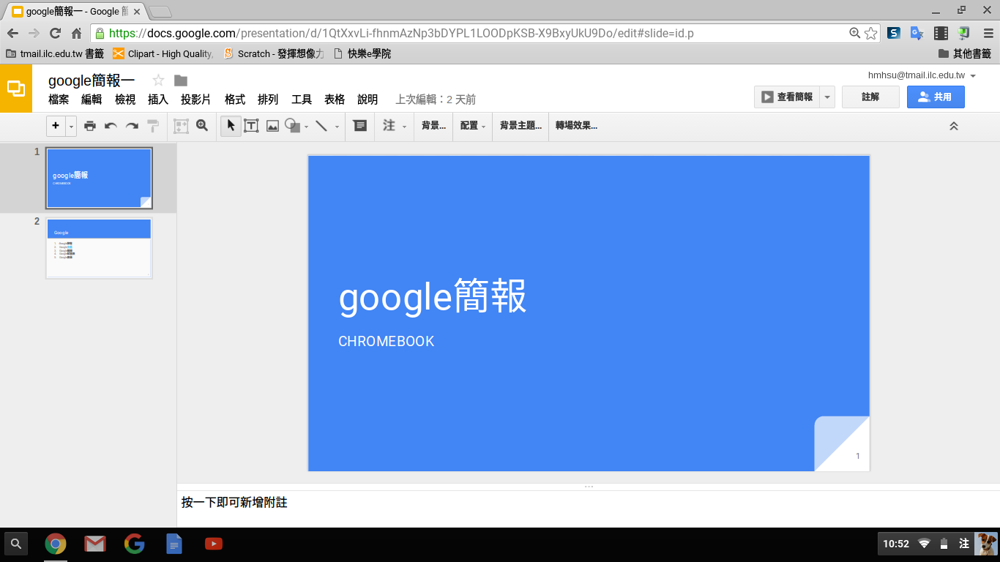 google簡報一 - Google 簡
https://docs.google.com/presentation/d/1QtXxvLi-fhnmAzNp3bDYPL1LOODpKSB-X9BxyUkU9Do/edit#slide=id.p
tmail.ilc.edu.tw 書籤 Clipart - High Quality, Scratch - 發揮想像力 快樂e學院 其他書籤
google簡報一
hmhsu@tmail.ilc.edu.tw
檔案 編輯 檢視 插入 投影片 格式 排列 工具 表格 說明 上次編輯：2 天前
查看簡報 註解 共用
注 背景... 配置 背景主題... 轉場效果...
1
google簡報
CHROMEBOOK
2
Google
google簡報
CHROMEBOOK
1
按一下即可新增附註
10:52 注